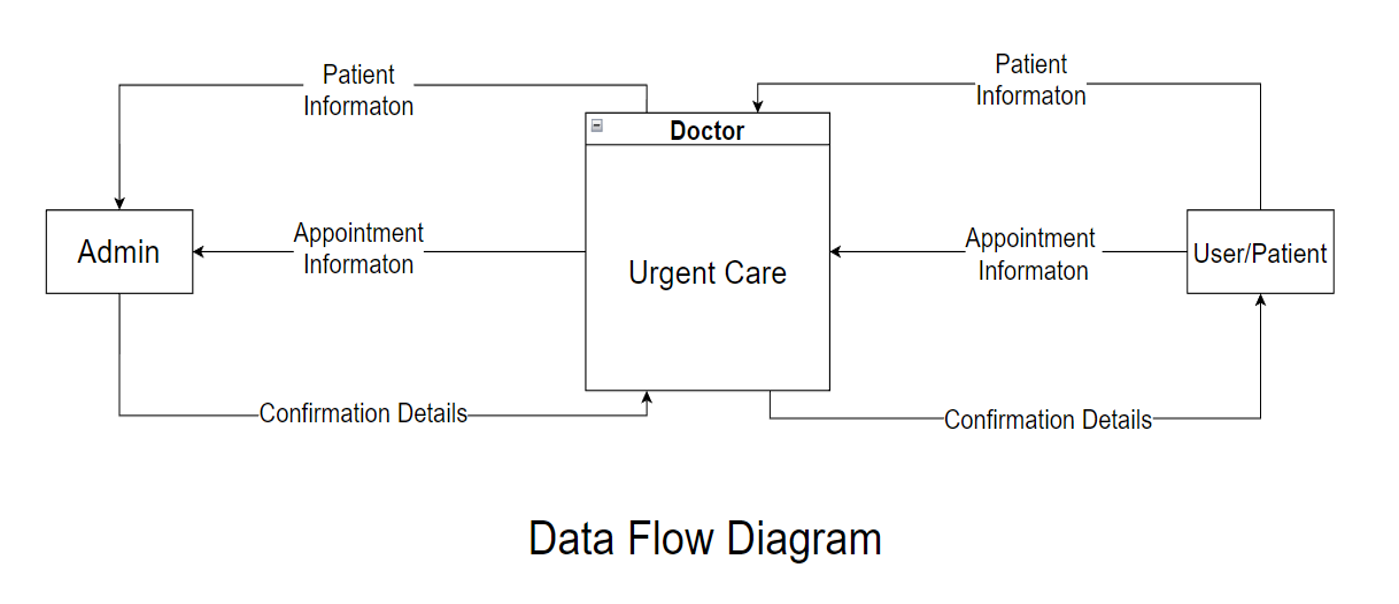 Patient
Informaton
Patient
Informaton
Doctor
Admin
Appointment
Informaton
Urgent Care
Appointment
Informaton
User/Patient
Confirmation Details
Confirmation Details
Data Flow Diagram